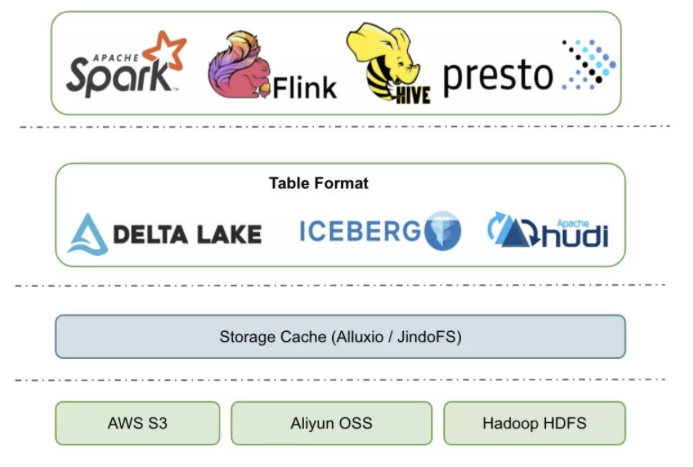 APACHE
Spark™
Flink
HIVE
presto
Table Format
DELTA LAKE
ICEBERG
Apache
hudi
Storage Cache (Alluxio / JindoFS)
AWS S3
Aliyun OSS
Hadoop HDFS